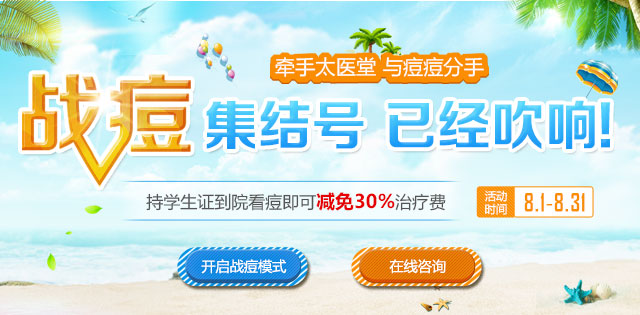 牵手太医堂 与痘痘分手
战痘 集结号 已经吹响!
持学生证到院看痘即可减免30%治疗费
活动时间 8.1-8.31
开启战痘模式
在线咨询